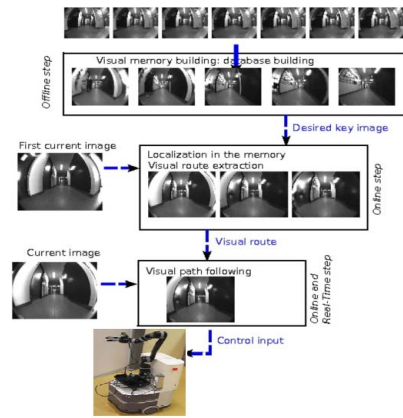 Visual memory building: database building
Offline step
Desired key image
First current image
Localization in the memory
Visual route extraction
Online step
Visual route
Current image
Visual path following
Online and
Real-Time step
Control input